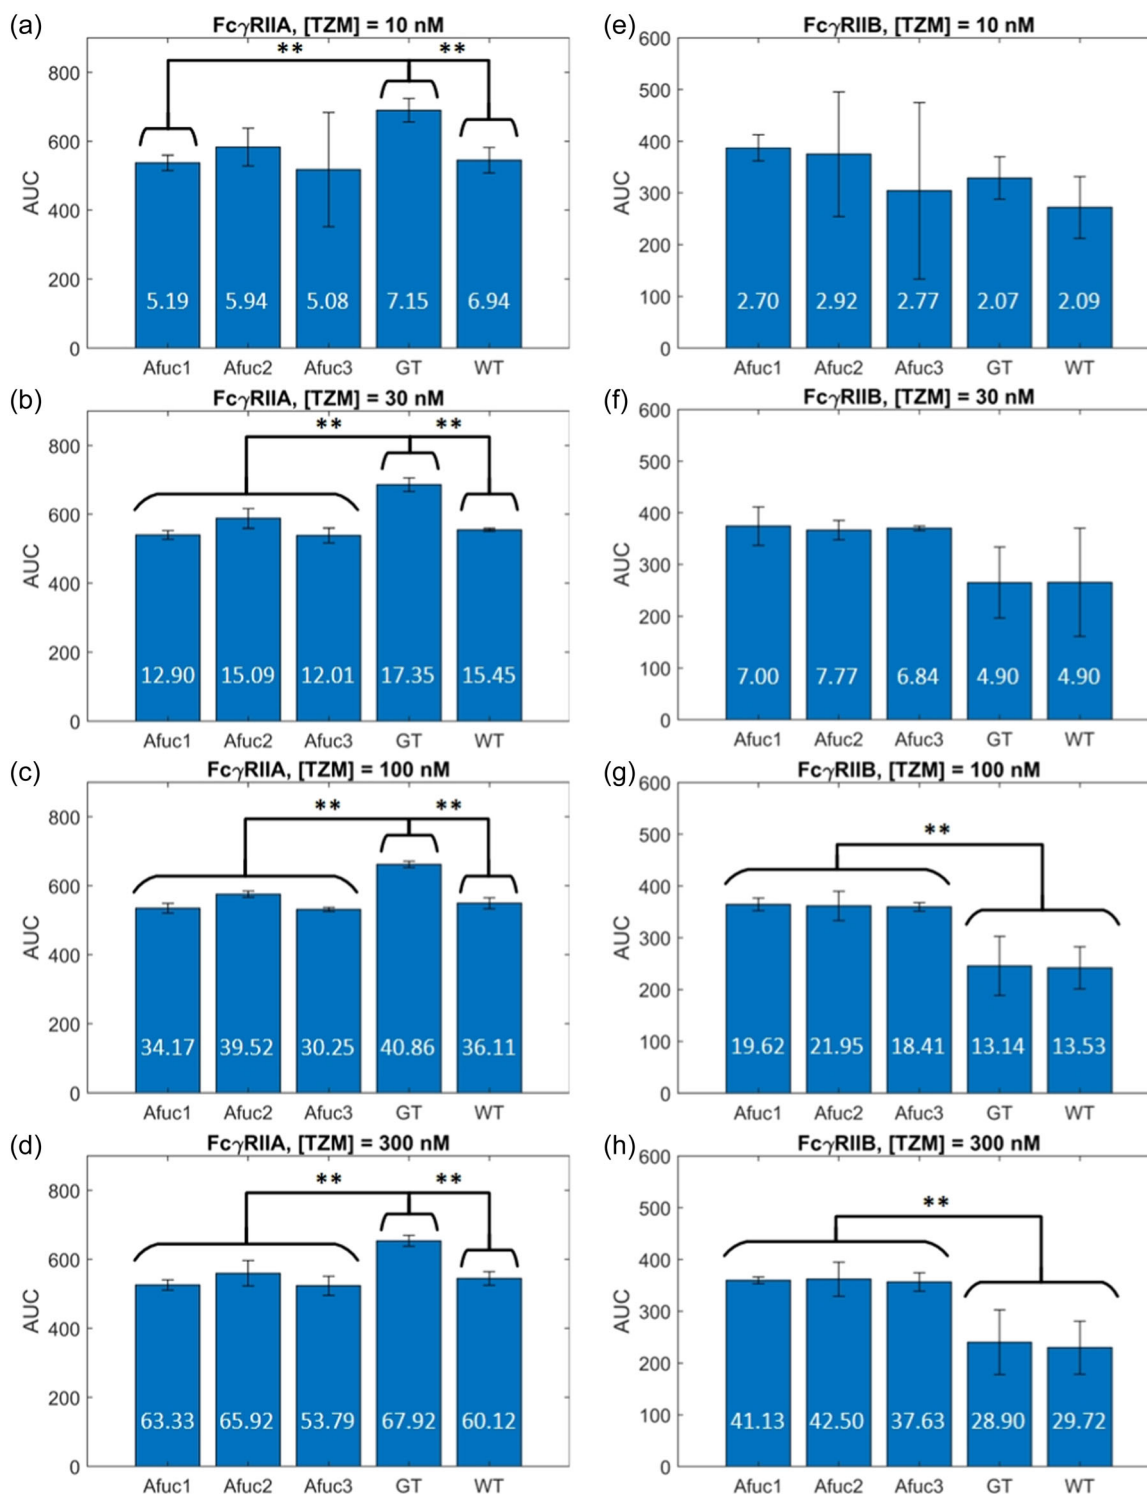 (a)
FcγRIIA, [TZM] = 10 nM
** **
800
600
400
200
0
AUC
5.19 5.94 5.08 7.15 6.94
Afuc1 Afuc2 Afuc3 GT WT
(e)
FcγRIIB, [TZM] = 10 nM
600
500
400
300
200
100
0
AUC
2.70 2.92 2.77 2.07 2.09
Afuc1 Afuc2 Afuc3 GT WT
(b)
FcγRIIA, [TZM] = 30 nM
** **
800
600
400
200
0
AUC
12.90 15.09 12.01 17.35 15.45
Afuc1 Afuc2 Afuc3 GT WT
(f)
FcγRIIB, [TZM] = 30 nM
600
500
400
300
200
100
0
AUC
7.00 7.77 6.84 4.90 4.90
Afuc1 Afuc2 Afuc3 GT WT
(c)
FcγRIIA, [TZM] = 100 nM
** **
800
600
400
200
0
AUC
34.17 39.52 30.25 40.86 36.11
Afuc1 Afuc2 Afuc3 GT WT
(g)
FcγRIIB, [TZM] = 100 nM
**
600
500
400
300
200
100
0
AUC
19.62 21.95 18.41 13.14 13.53
Afuc1 Afuc2 Afuc3 GT WT
(d)
FcγRIIA, [TZM] = 300 nM
** **
800
600
400
200
0
AUC
63.33 65.92 53.79 67.92 60.12
Afuc1 Afuc2 Afuc3 GT WT
(h)
FcγRIIB, [TZM] = 300 nM
**
600
500
400
300
200
100
0
AUC
41.13 42.50 37.63 28.90 29.72
Afuc1 Afuc2 Afuc3 GT WT